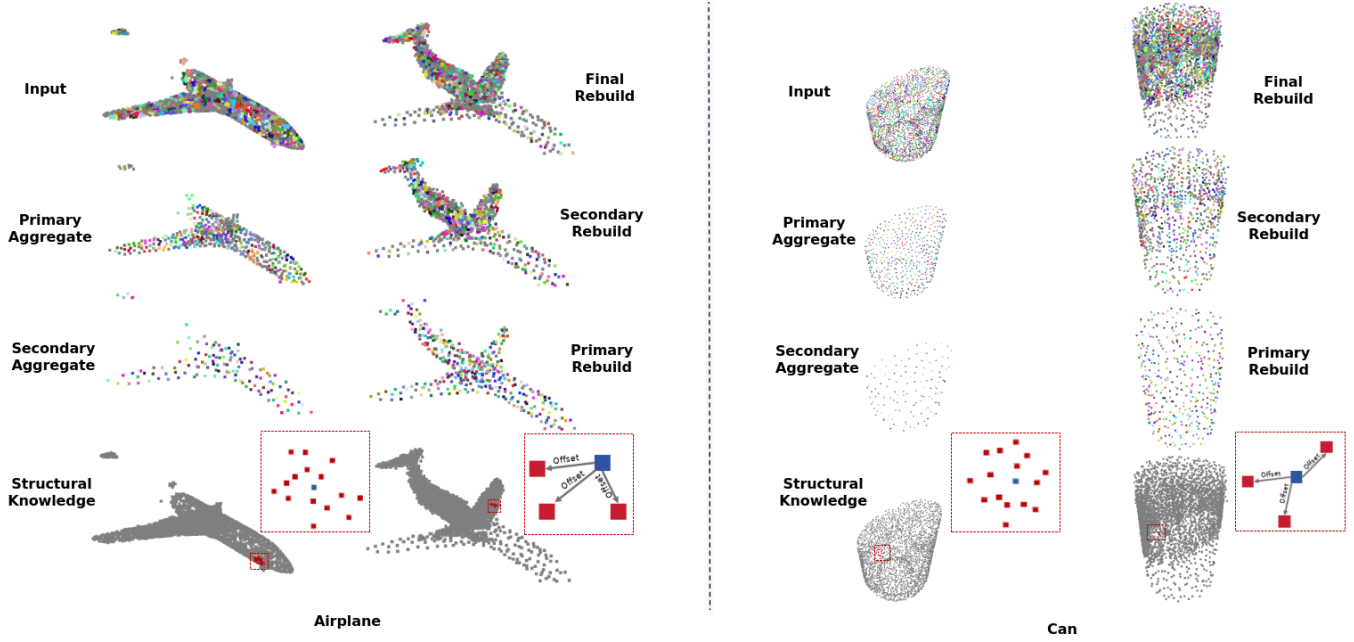 Input
Final
Rebuild
Primary
Aggregate
Secondary
Rebuild
Secondary
Aggregate
Primary
Rebuild
Structural
Knowledge
Offset
Offset
Offset
Airplane
Input
Final
Rebuild
Primary
Aggregate
Secondary
Rebuild
Secondary
Aggregate
Primary
Rebuild
Structural
Knowledge
Offset
Offset
Offset
Can